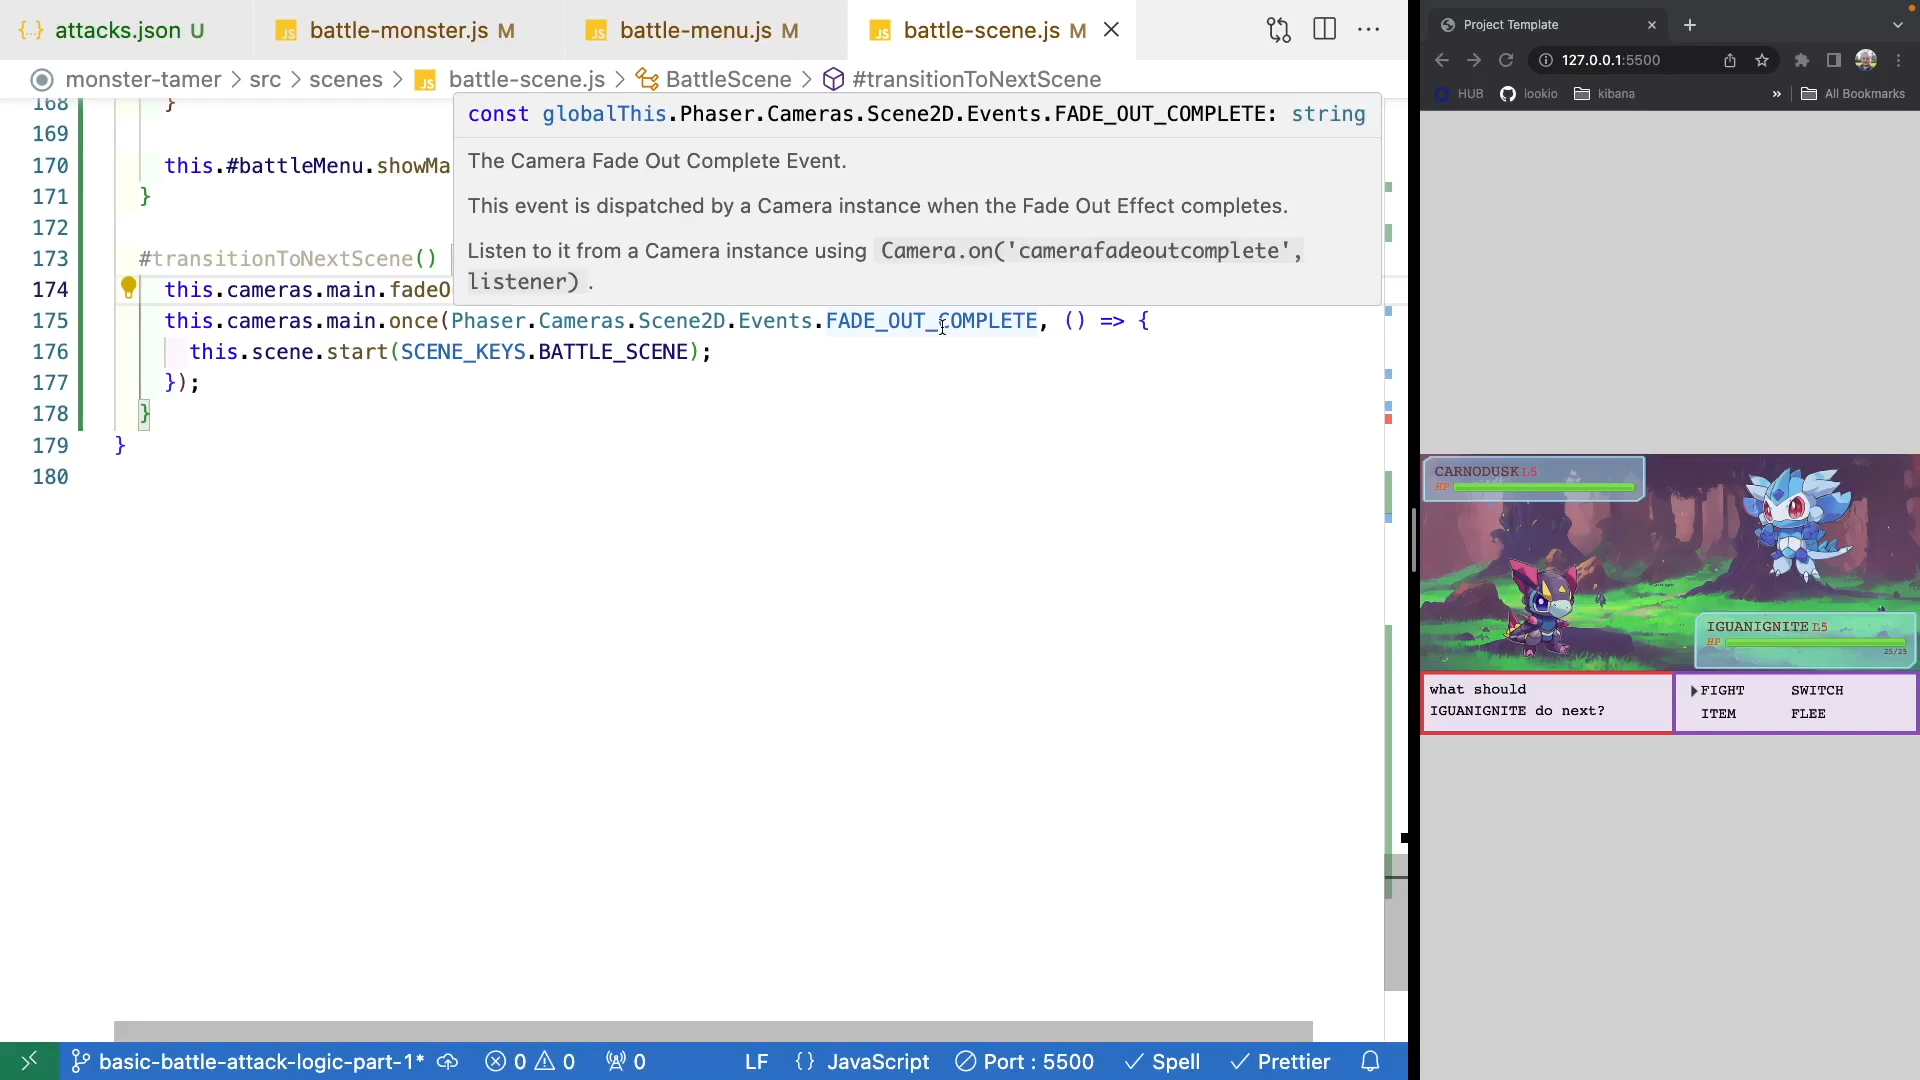 attacks.json U
battle-monster.js M
battle-menu.js M
battle-scene.js M
monster-tamer > src > scenes > battle-scene.js > BattleScene > #transitionToNextScene
168 }
const globalThis.Phaser.Cameras.Scene2D.Events.FADE_OUT_COMPLETE: string
The Camera Fade Out Complete Event.
This event is dispatched by a Camera instance when the Fade Out Effect completes.
Listen to it from a Camera instance using Camera.on('camerafadeoutcomplete',
listener) .
169
170 this.#battleMenu.showMa
171 }
172
173 #transitionToNextScene()
174 this.cameras.main.fadeO
175 this.cameras.main.once(Phaser.Cameras.Scene2D.Events.FADE_OUT_COMPLETE, () => {
176 this.scene.start(SCENE_KEYS.BATTLE_SCENE);
177 });
178 }
179 }
180
basic-battle-attack-logic-part-1* 0 0 0 LF {} JavaScript Port : 5500 Spell Prettier
Project Template
127.0.0.1:5500
HUB lookio kibana » All Bookmarks
CARNODUSK L5
HP
IGUANIGNITE L5
HP
25/25
what should
IGUANIGNITE do next?
FIGHT SWITCH
ITEM FLEE